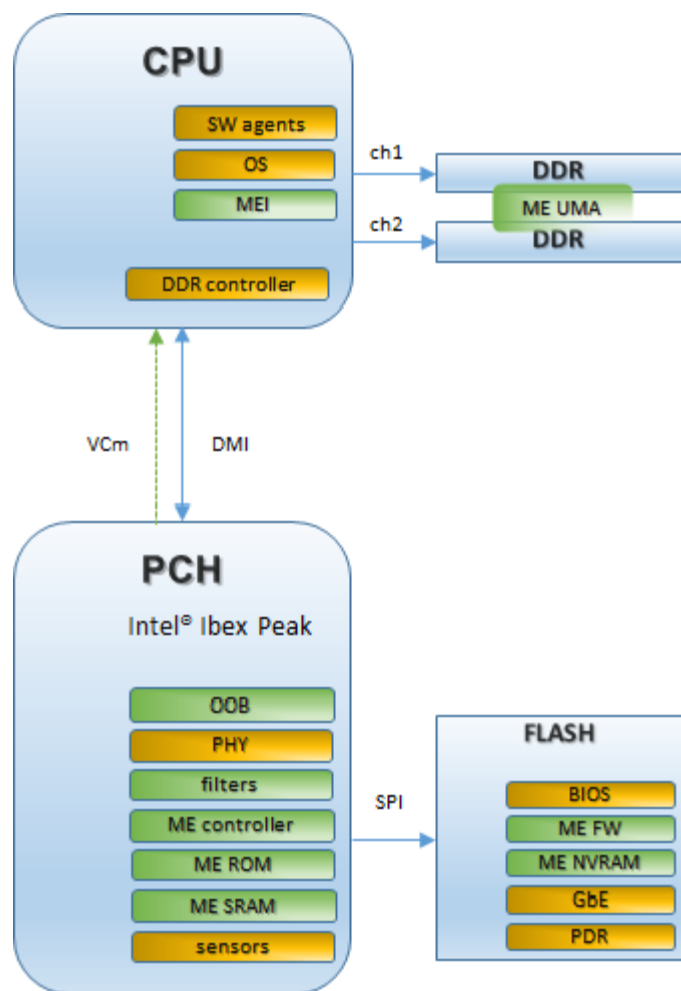 CPU
SW agents
OS
MEI
DDR controller
ch1
DDR
ME UMA
ch2
DDR
VCm
DMI
PCH
Intel® Ibex Peak
OOB
PHY
filters
ME controller
ME ROM
ME SRAM
sensors
SPI
FLASH
BIOS
ME FW
ME NVRAM
GbE
PDR